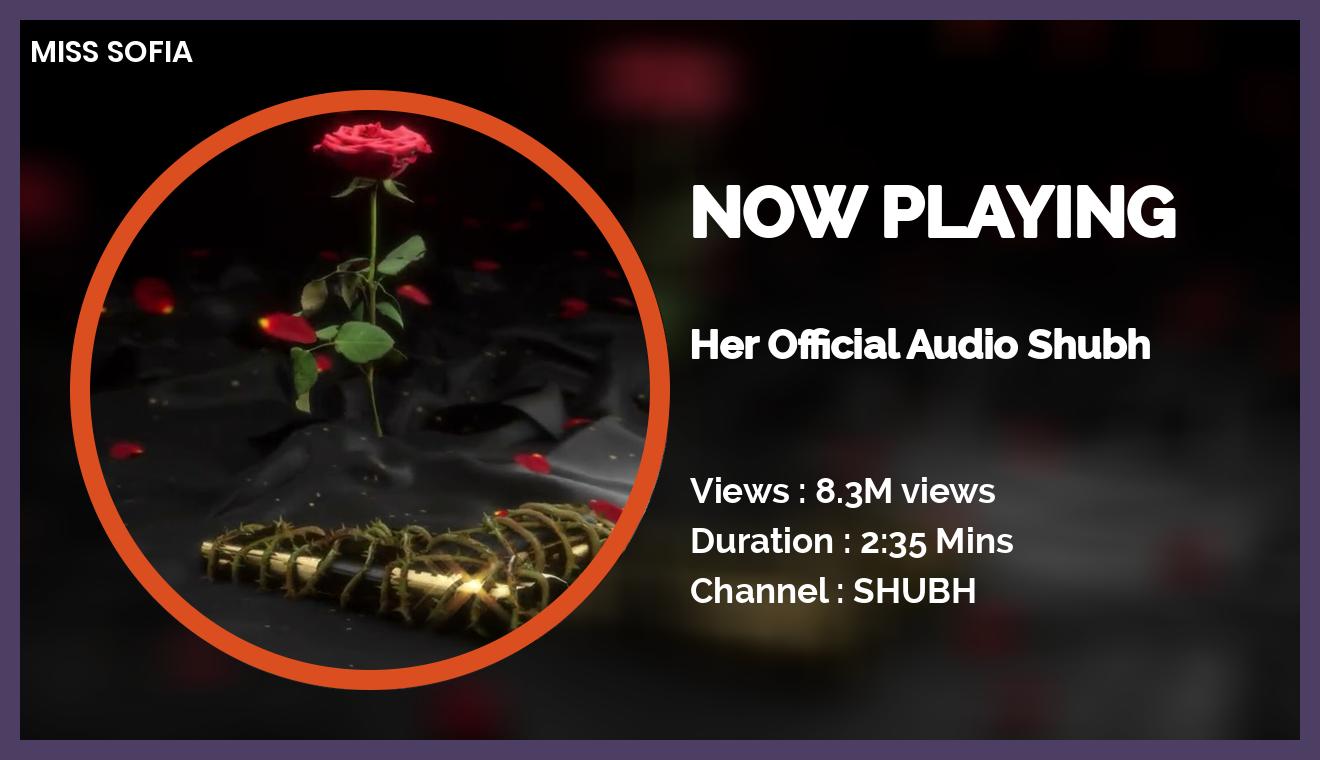 MISS SOFIA
NOW PLAYING
Her Official Audio Shubh
Views : 8.3M views
Duration : 2:35 Mins
Channel : SHUBH